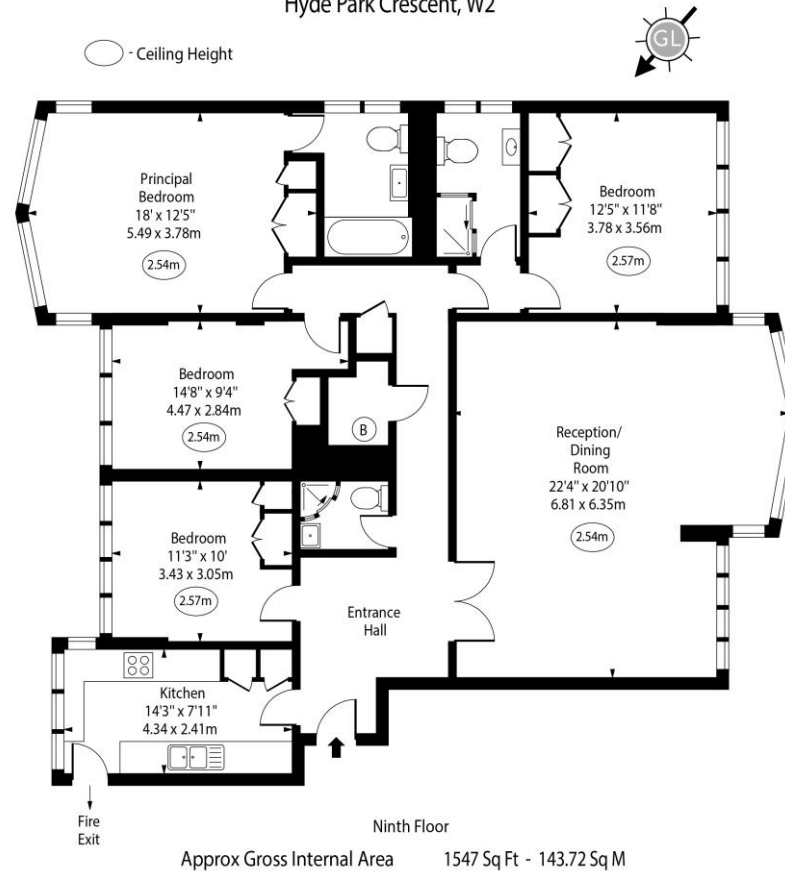 Hyde Park Crescent, W2
- Ceiling Height
GL
Principal
Bedroom
18' x 12'5"
5.49 x 3.78m
2.54m
Bedroom
12'5" x 11'8"
3.78 x 3.56m
2.57m
Bedroom
14'8" x 9'4"
4.47 x 2.84m
2.54m
B
Reception/
Dining
Room
22'4" x 20'10"
6.81 x 6.35m
2.54m
Bedroom
11'3" x 10'
3.43 x 3.05m
2.57m
Entrance
Hall
Kitchen
14'3" x 7'11"
4.34 x 2.41m
Fire
Exit
Ninth Floor
Approx Gross Internal Area 1547 Sq Ft - 143.72 Sq M